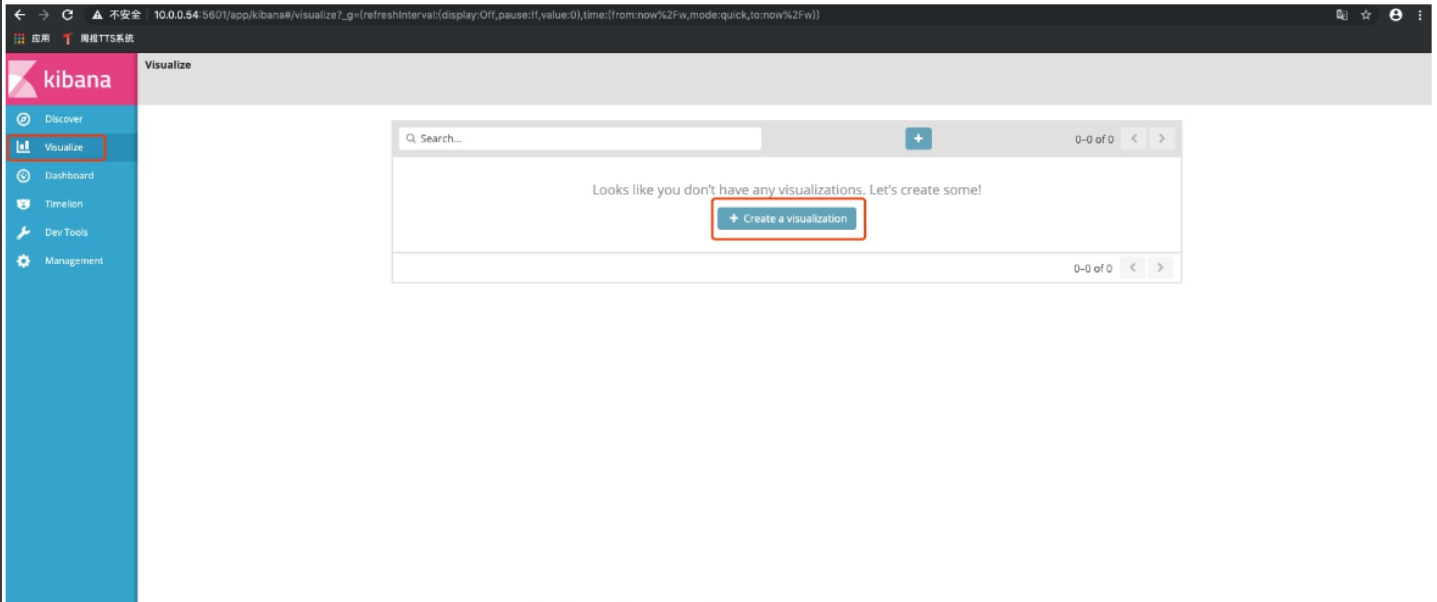 不安全 10.0.0.54:5601/app/kibana#/visualize?_g=(refreshInterval:(display:Off,pause:!f,value:0),time:(from:now%2Fw,mode:quick,to:now%2Fw))
应用 周报TTS系统
kibana
Visualize
Discover
Visualize
Dashboard
Timelion
Dev Tools
Management
Search...
+
0–0 of 0
Looks like you don't have any visualizations. Let's create some!
+ Create a visualization
0–0 of 0